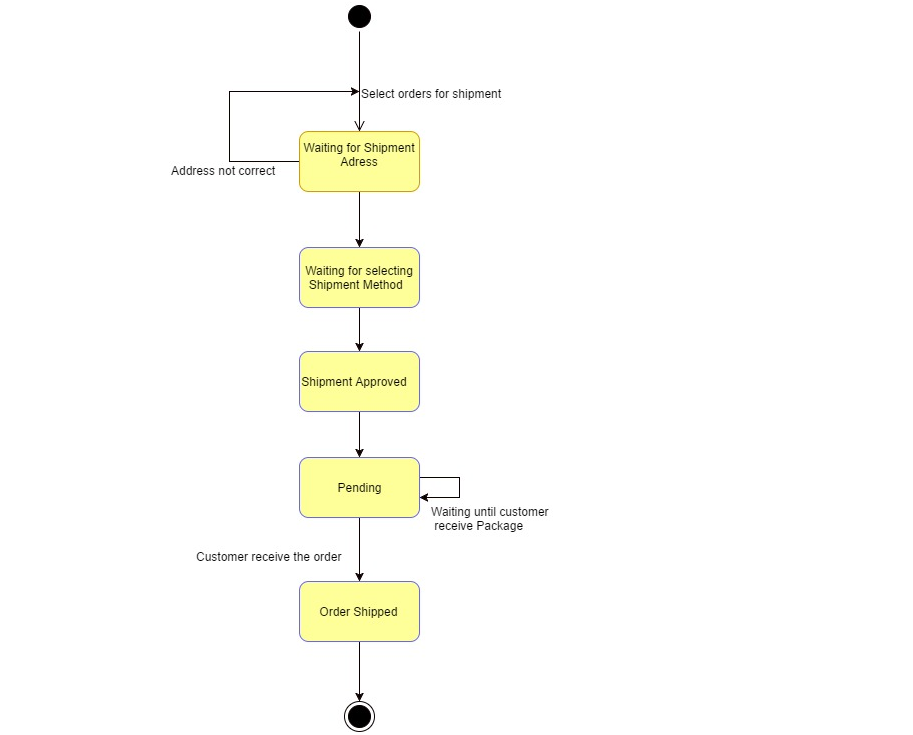 Select orders for shipment
Waiting for Shipment
Adress
Address not correct
Waiting for selecting
Shipment Method
Shipment Approved
Pending
Waiting until customer
receive Package
Customer receive the order
Order Shipped